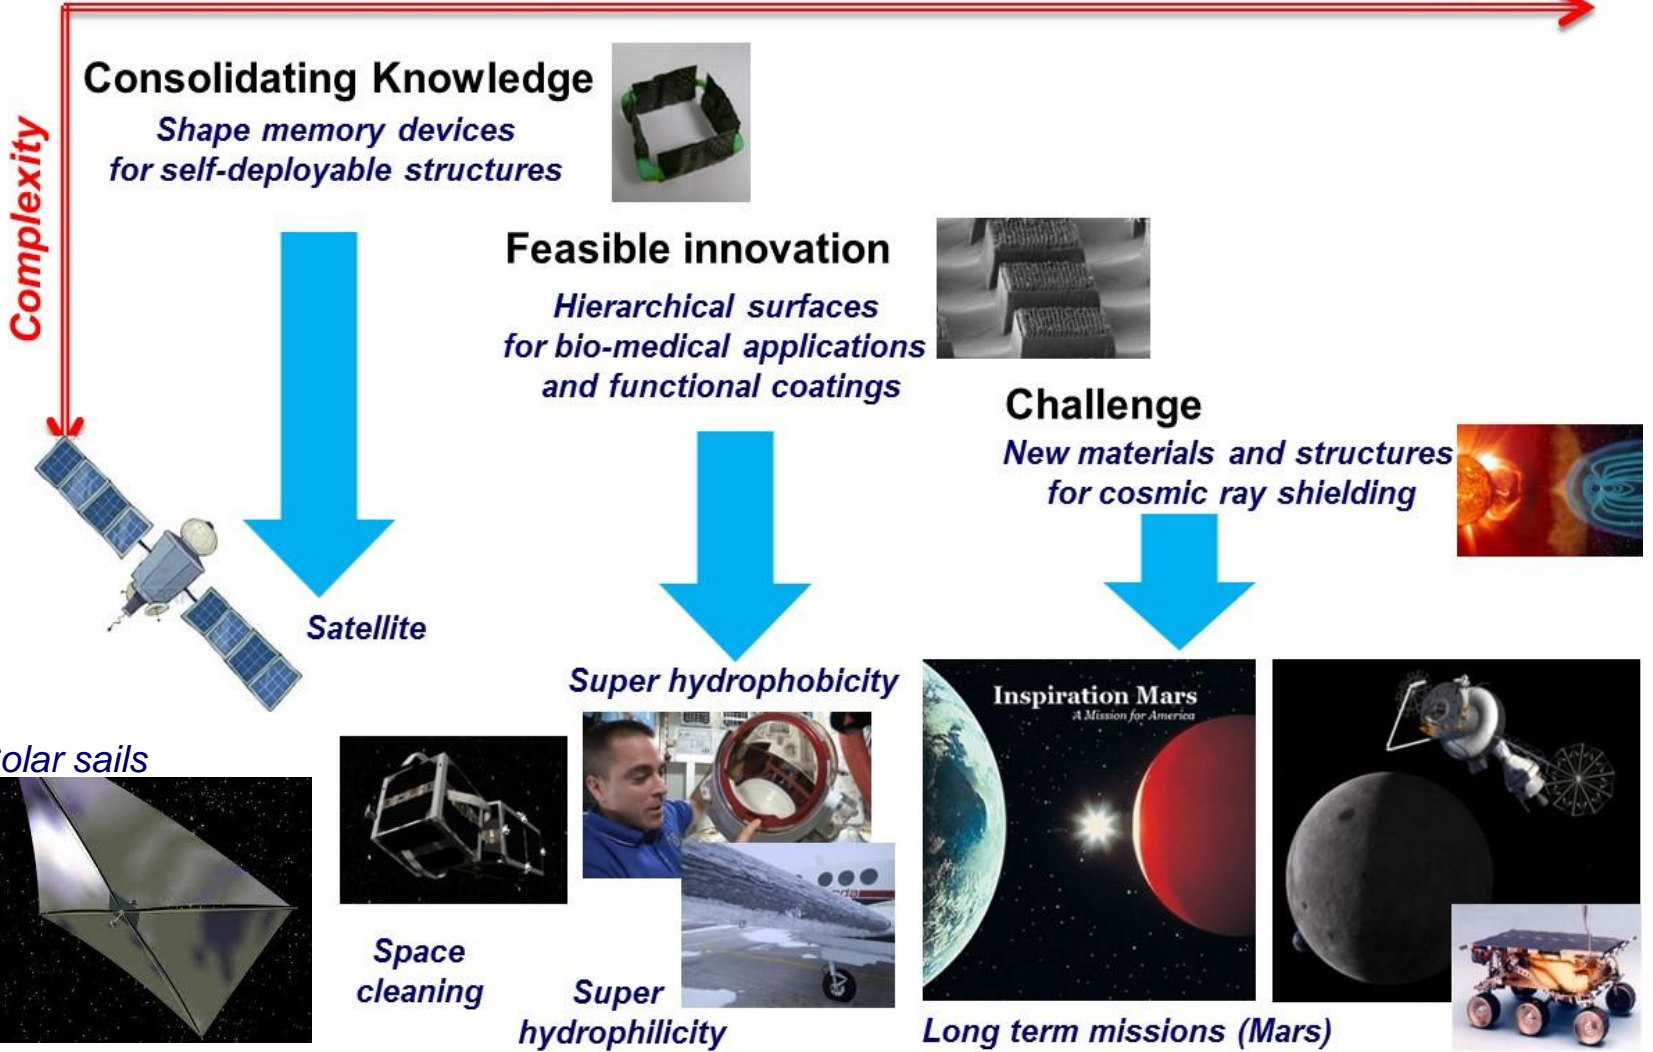 Complexity
Consolidating Knowledge
Shape memory devices
for self-deployable structures
Feasible innovation
Hierarchical surfaces
for bio-medical applications
and functional coatings
Challenge
New materials and structures
for cosmic ray shielding
Satellite
Super hydrophobicity
Inspiration Mars
A Mission for America
olar sails
Space
cleaning
Super
hydrophilicity
Long term missions (Mars)